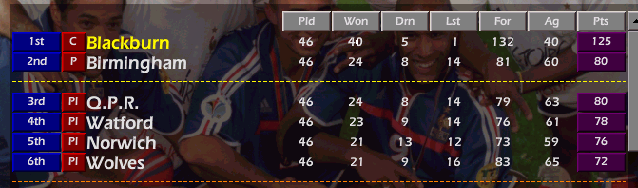 Pld Won Drn Lst For Ag Pts
1st C Blackburn 46 40 5 1 132 40 125
2nd P Birmingham 46 24 8 14 81 60 80
3rd Pl Q.P.R. 46 24 8 14 79 63 80
4th Pl Watford 46 23 9 14 76 61 78
5th Pl Norwich 46 21 13 12 73 59 76
6th Pl Wolves 46 21 9 16 83 65 72